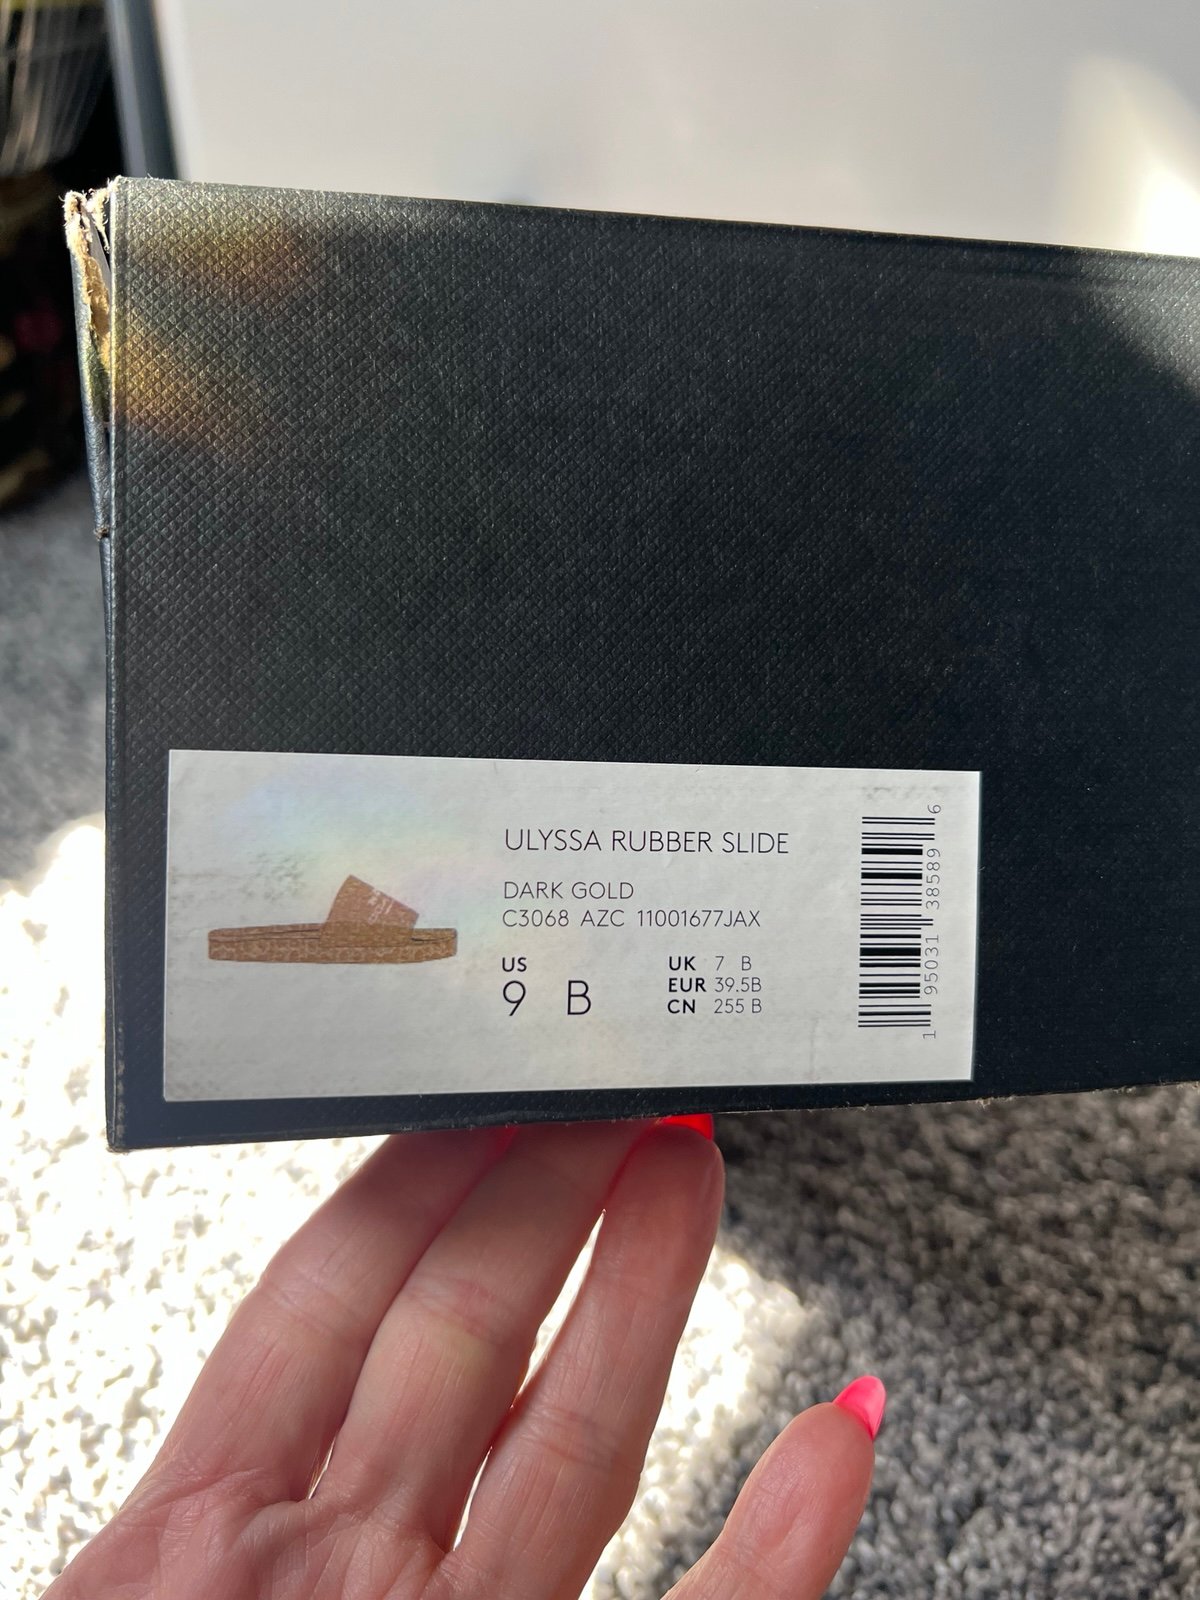 ULYSSA RUBBER SLIDE
DARK GOLD
C3068 AZC 11001677JAX
US
9 B
UK 7 B
EUR 39.5B
CN 255 B
1 95031 38589 6